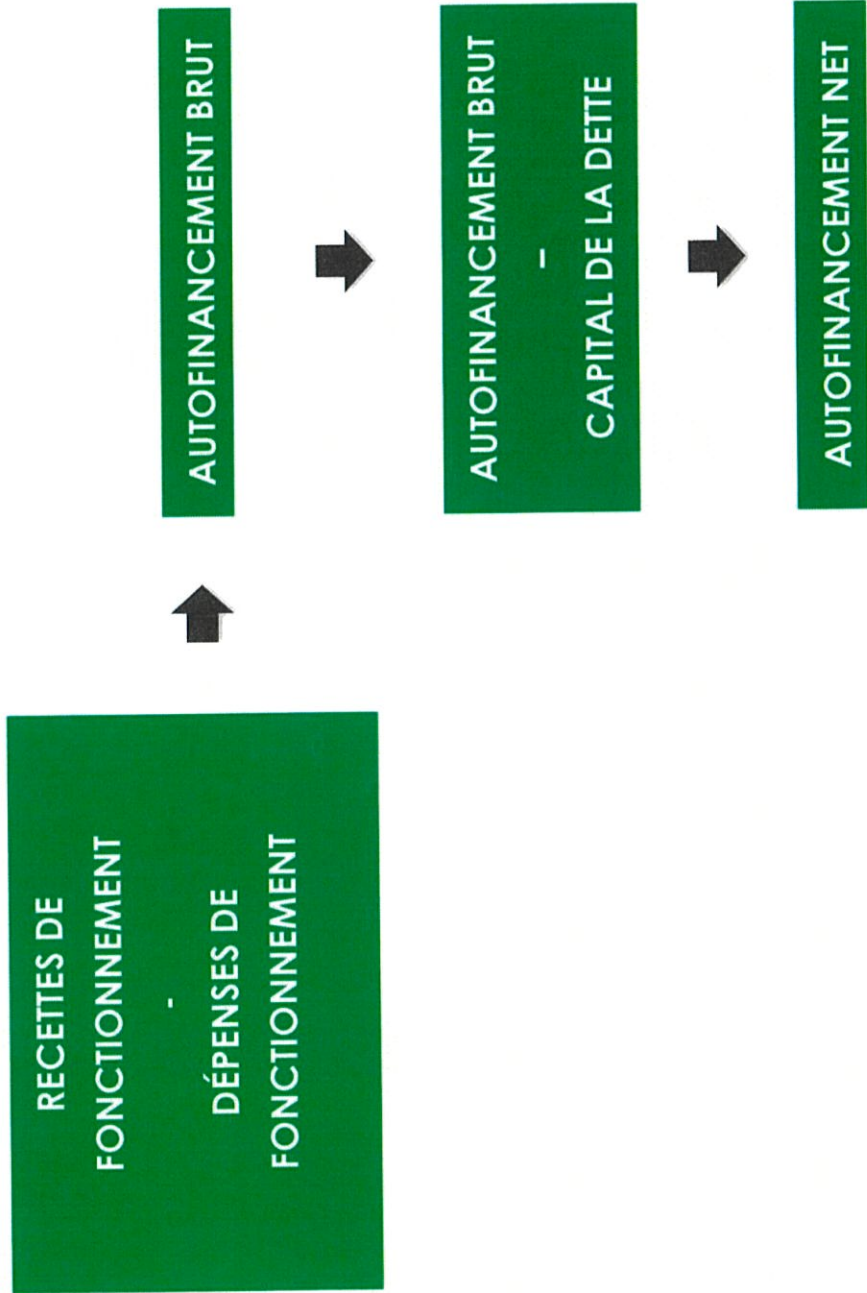 RECETTES DE
FONCTIONNEMENT
-
DÉPENSES DE
FONCTIONNEMENT
AUTOFINANCEMENT BRUT
AUTOFINANCEMENT BRUT
–
CAPITAL DE LA DETTE
AUTOFINANCEMENT NET